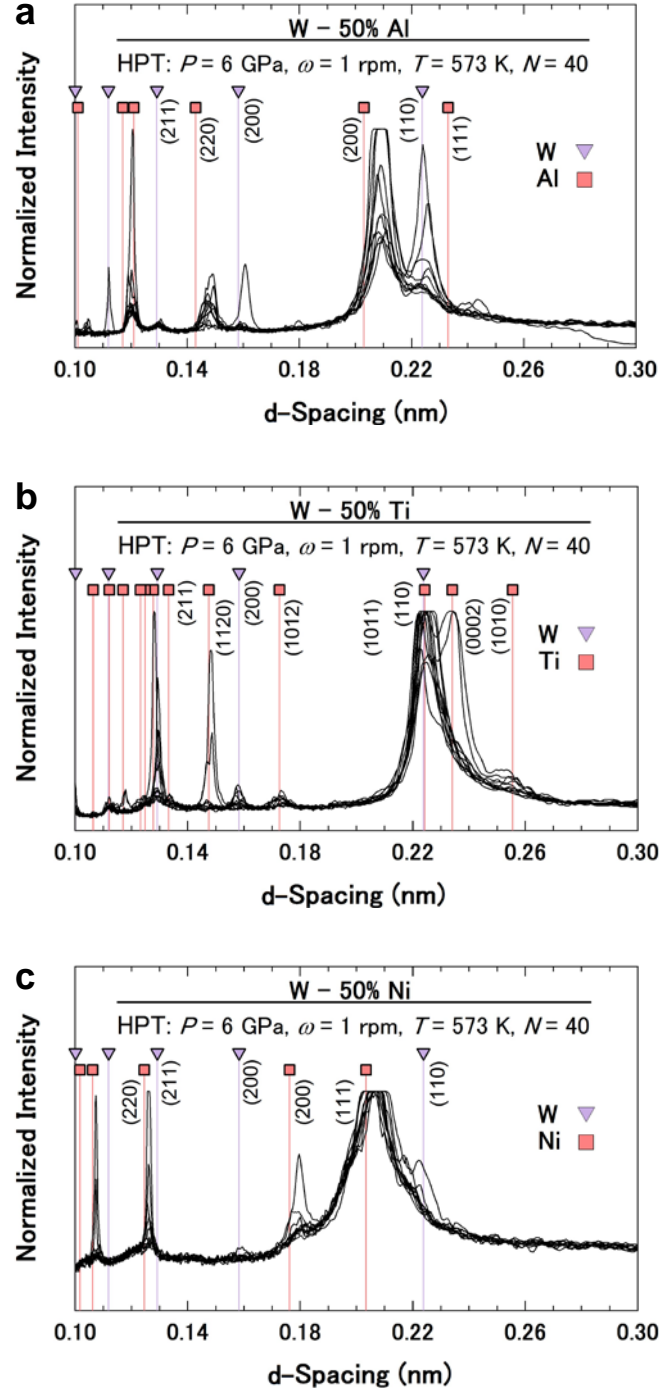 a
W − 50% Al
HPT: P = 6 GPa, ω = 1 rpm, T = 573 K, N = 40
(211)
(220)
(200)
(200)
(110)
(111)
W
Al
Normalized Intensity
0.10 0.14 0.18 0.22 0.26 0.30
d−Spacing (nm)
b
W − 50% Ti
HPT: P = 6 GPa, ω = 1 rpm, T = 573 K, N = 40
(211)
(1120)
(200)
(1012)
(1011)
(110)
(0002)
(1010)
W
Ti
Normalized Intensity
0.10 0.14 0.18 0.22 0.26 0.30
d−Spacing (nm)
c
W − 50% Ni
HPT: P = 6 GPa, ω = 1 rpm, T = 573 K, N = 40
(220)
(211)
(200)
(200)
(111)
(110)
W
Ni
Normalized Intensity
0.10 0.14 0.18 0.22 0.26 0.30
d−Spacing (nm)